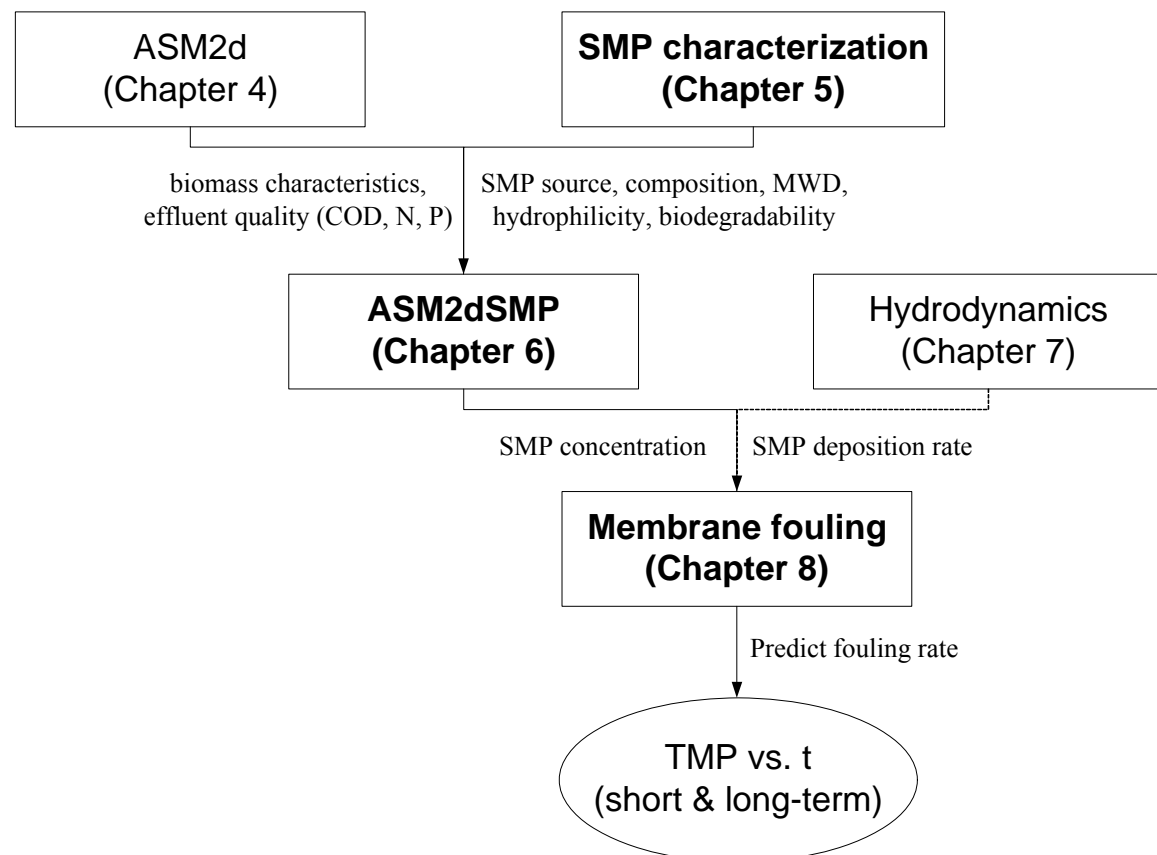 ASM2d
(Chapter 4)
SMP characterization
(Chapter 5)
biomass characteristics,
effluent quality (COD, N, P)
SMP source, composition, MWD,
hydrophilicity, biodegradability
ASM2dSMP
(Chapter 6)
Hydrodynamics
(Chapter 7)
SMP concentration
SMP deposition rate
Membrane fouling
(Chapter 8)
Predict fouling rate
TMP vs. t
(short & long-term)